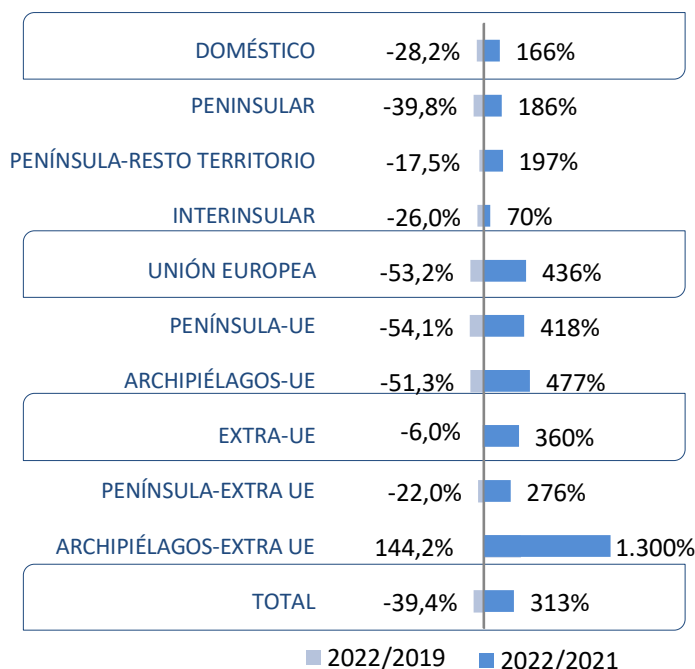 DOMÉSTICO -28,2% 166%
PENINSULAR -39,8% 186%
PENÍNSULA-RESTO TERRITORIO -17,5% 197%
INTERINSULAR -26,0% 70%
UNIÓN EUROPEA -53,2% 436%
PENÍNSULA-UE -54,1% 418%
ARCHIPIÉLAGOS-UE -51,3% 477%
EXTRA-UE -6,0% 360%
PENÍNSULA-EXTRA UE -22,0% 276%
ARCHIPIÉLAGOS-EXTRA UE 144,2% 1.300%
TOTAL -39,4% 313%
2022/2019 2022/2021